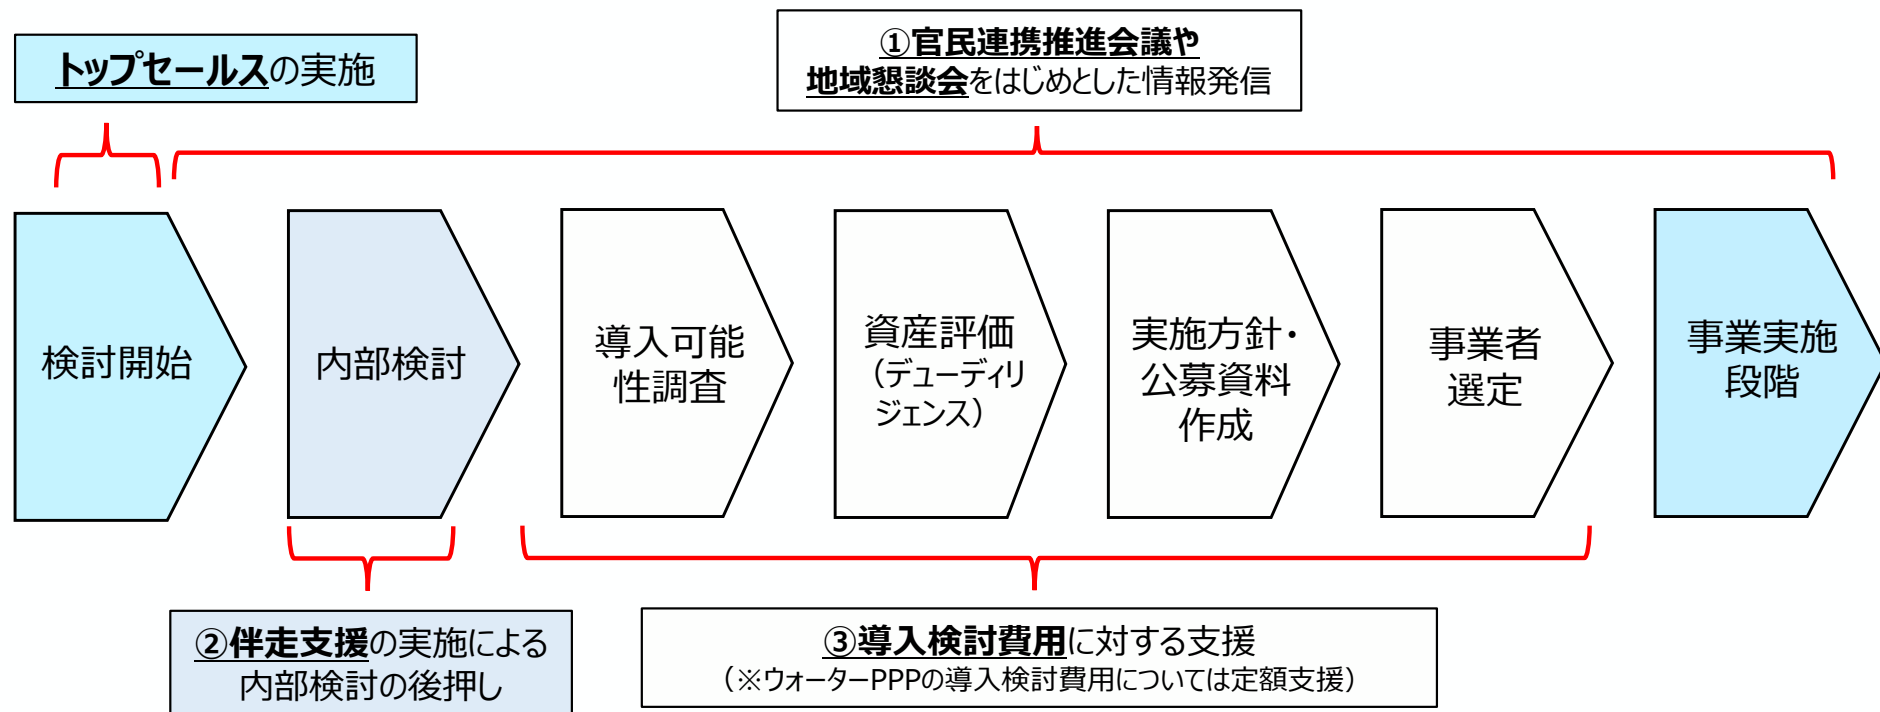 トップセールスの実施
①官民連携推進会議や
地域懇談会をはじめとした情報発信
検討開始
内部検討
導入可能
性調査
資産評価
（デューディリ
ジェンス）
実施方針・
公募資料
作成
事業者
選定
事業実施
段階
②伴走支援の実施による
内部検討の後押し
③導入検討費用に対する支援
（※ウォーターPPPの導入検討費用については定額支援）